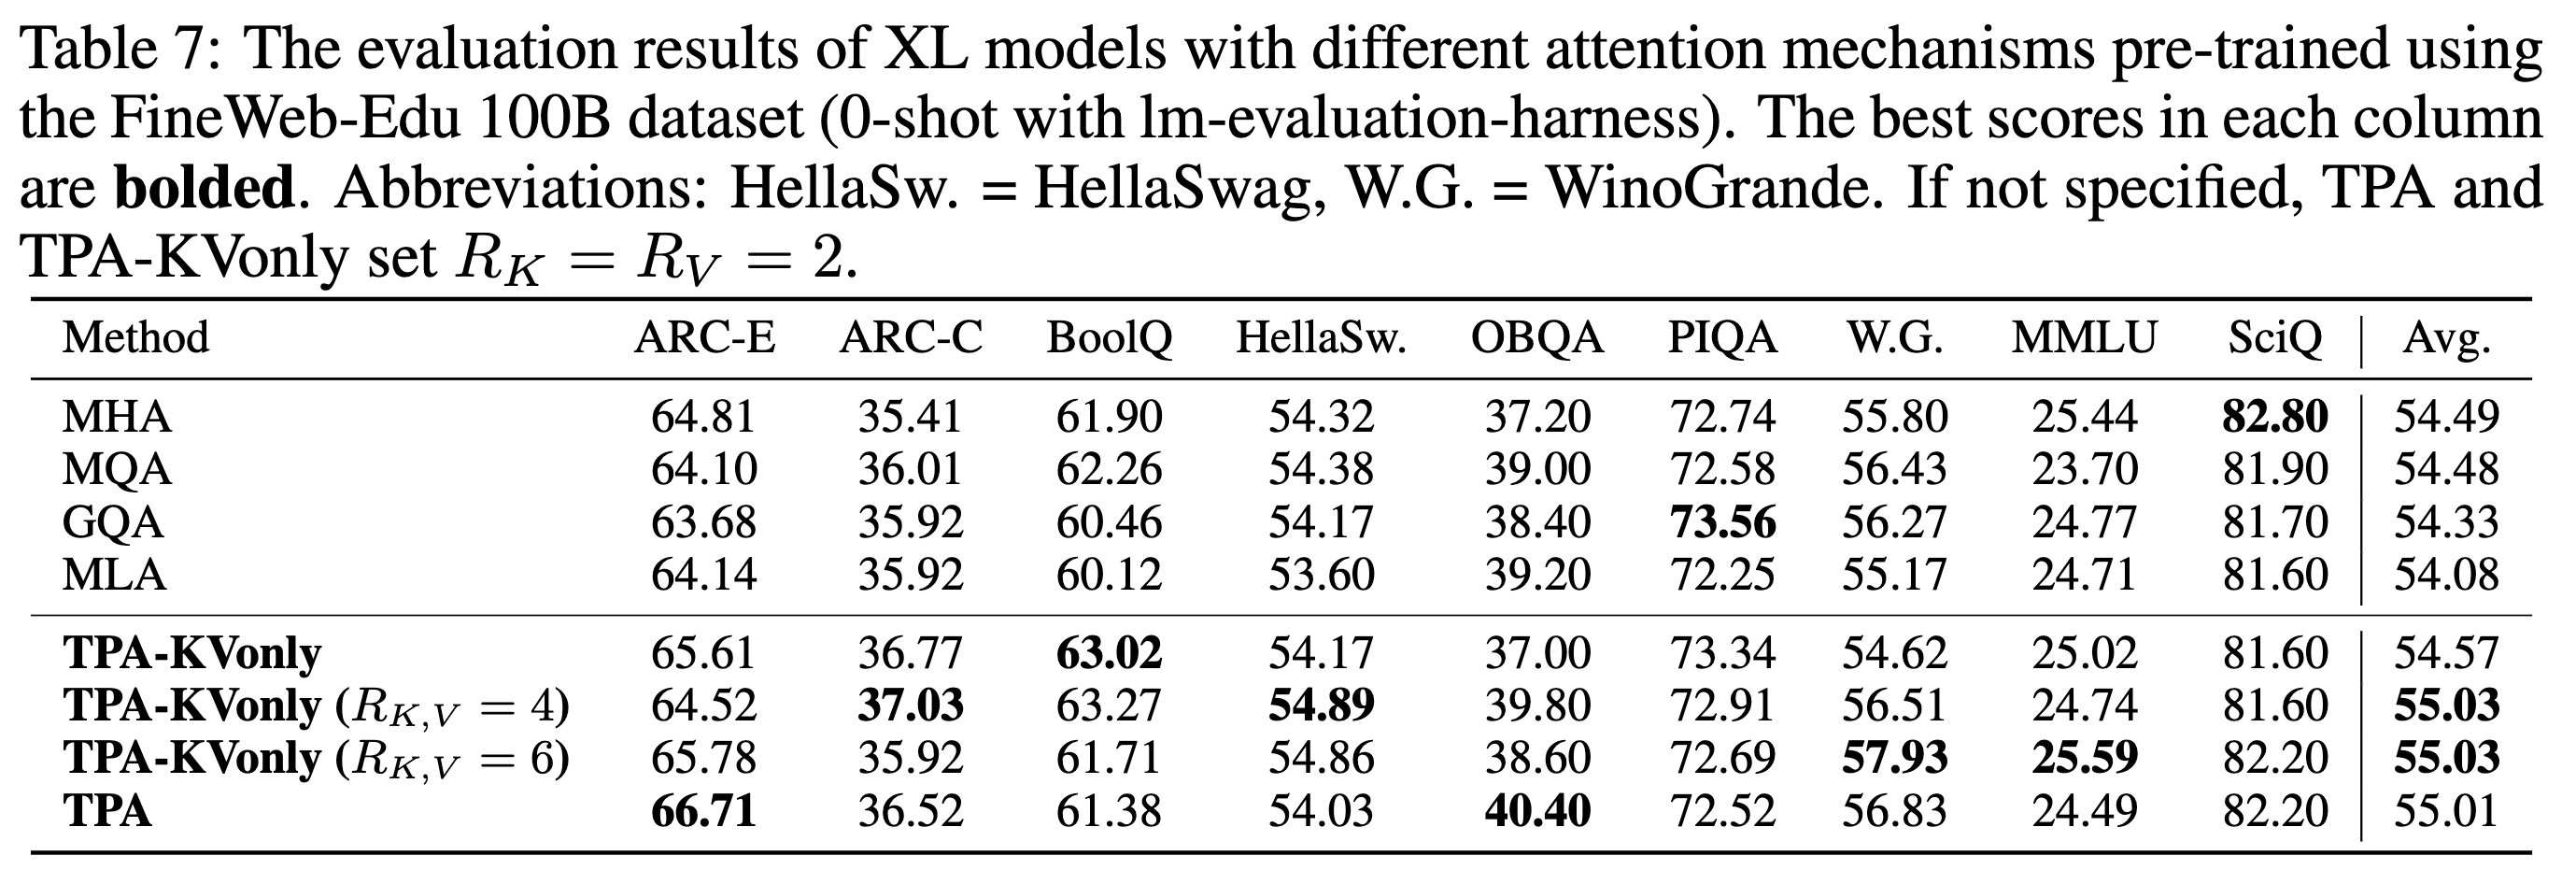 Table 7: The evaluation results of XL models with different attention mechanisms pre-trained using
the FineWeb-Edu 100B dataset (0-shot with lm-evaluation-harness). The best scores in each column
are bolded. Abbreviations: HellaSw. = HellaSwag, W.G. = WinoGrande. If not specified, TPA and
TPA-KVonly set R_K = R_V = 2.
Method ARC-E ARC-C BoolQ HellaSw. OBQA PIQA W.G. MMLU SciQ Avg.
MHA 64.81 35.41 61.90 54.32 37.20 72.74 55.80 25.44 82.80 54.49
MQA 64.10 36.01 62.26 54.38 39.00 72.58 56.43 23.70 81.90 54.48
GQA 63.68 35.92 60.46 54.17 38.40 73.56 56.27 24.77 81.70 54.33
MLA 64.14 35.92 60.12 53.60 39.20 72.25 55.17 24.71 81.60 54.08
TPA-KVonly 65.61 36.77 63.02 54.17 37.00 73.34 54.62 25.02 81.60 54.57
TPA-KVonly (R_{K,V} = 4) 64.52 37.03 63.27 54.89 39.80 72.91 56.51 24.74 81.60 55.03
TPA-KVonly (R_{K,V} = 6) 65.78 35.92 61.71 54.86 38.60 72.69 57.93 25.59 82.20 55.03
TPA 66.71 36.52 61.38 54.03 40.40 72.52 56.83 24.49 82.20 55.01